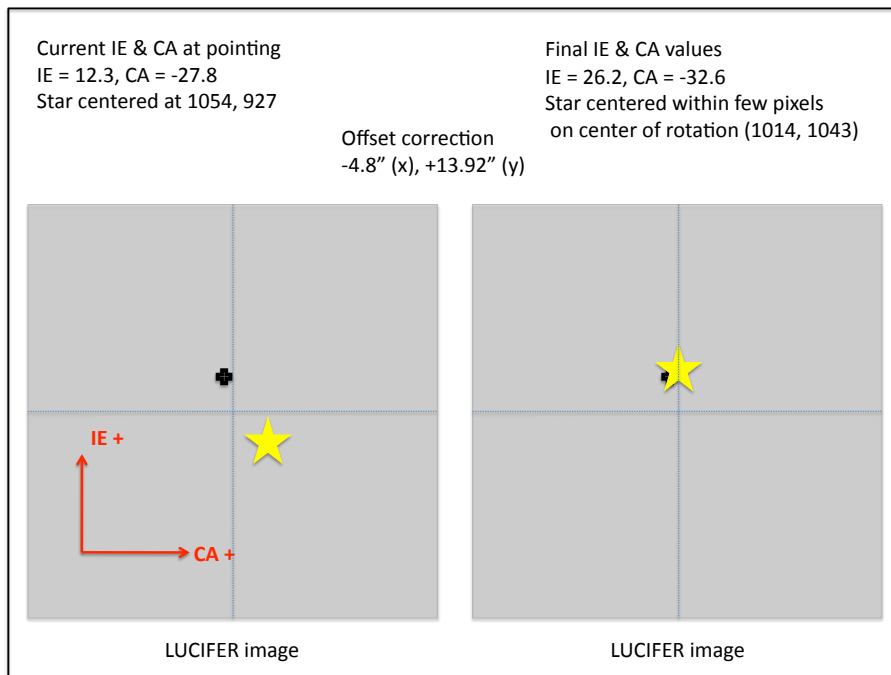 Current IE & CA at pointing
IE = 12.3, CA = -27.8
Star centered at 1054, 927
Final IE & CA values
IE = 26.2, CA = -32.6
Star centered within few pixels
on center of rotation (1014, 1043)
Offset correction
-4.8” (x), +13.92” (y)
IE +
CA +
LUCIFER image
LUCIFER image